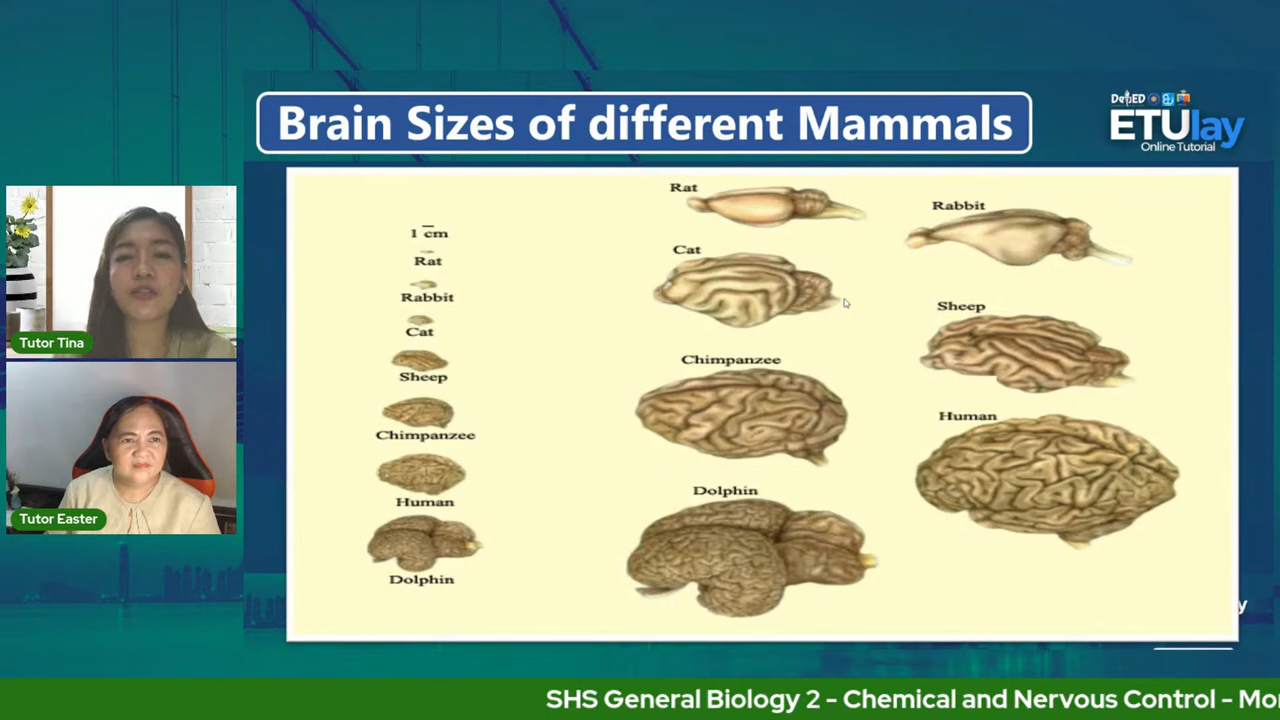 Brain Sizes of different Mammals
DepED
ETUlay
Online Tutorial
1 cm
Rat
Rabbit
Cat
Sheep
Chimpanzee
Human
Dolphin
Rat
Rabbit
Cat
Sheep
Chimpanzee
Human
Dolphin
Tutor Tina
Tutor Easter
y
SHS General Biology 2 - Chemical and Nervous Control - Mo